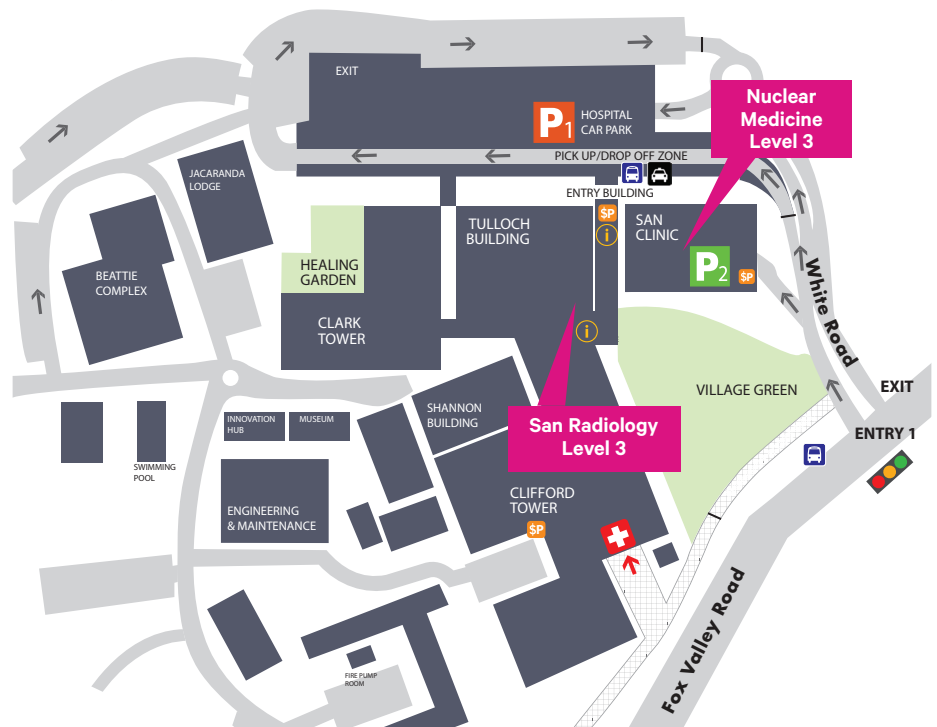 EXIT
P1
HOSPITAL
CAR PARK
Nuclear
Medicine
Level 3
PICK UP/DROP OFF ZONE
JACARANDA
LODGE
ENTRY BUILDING
$P
i
TULLOCH
BUILDING
SAN
CLINIC
P2
$P
HEALING
GARDEN
BEATTIE
COMPLEX
CLARK
TOWER
i
White Road
VILLAGE GREEN
EXIT
ENTRY 1
INNOVATION
HUB
MUSEUM
SHANNON
BUILDING
San Radiology
Level 3
SWIMMING
POOL
ENGINEERING
& MAINTENANCE
CLIFFORD
TOWER
$P
Fox Valley Road
FIRE PUMP
ROOM